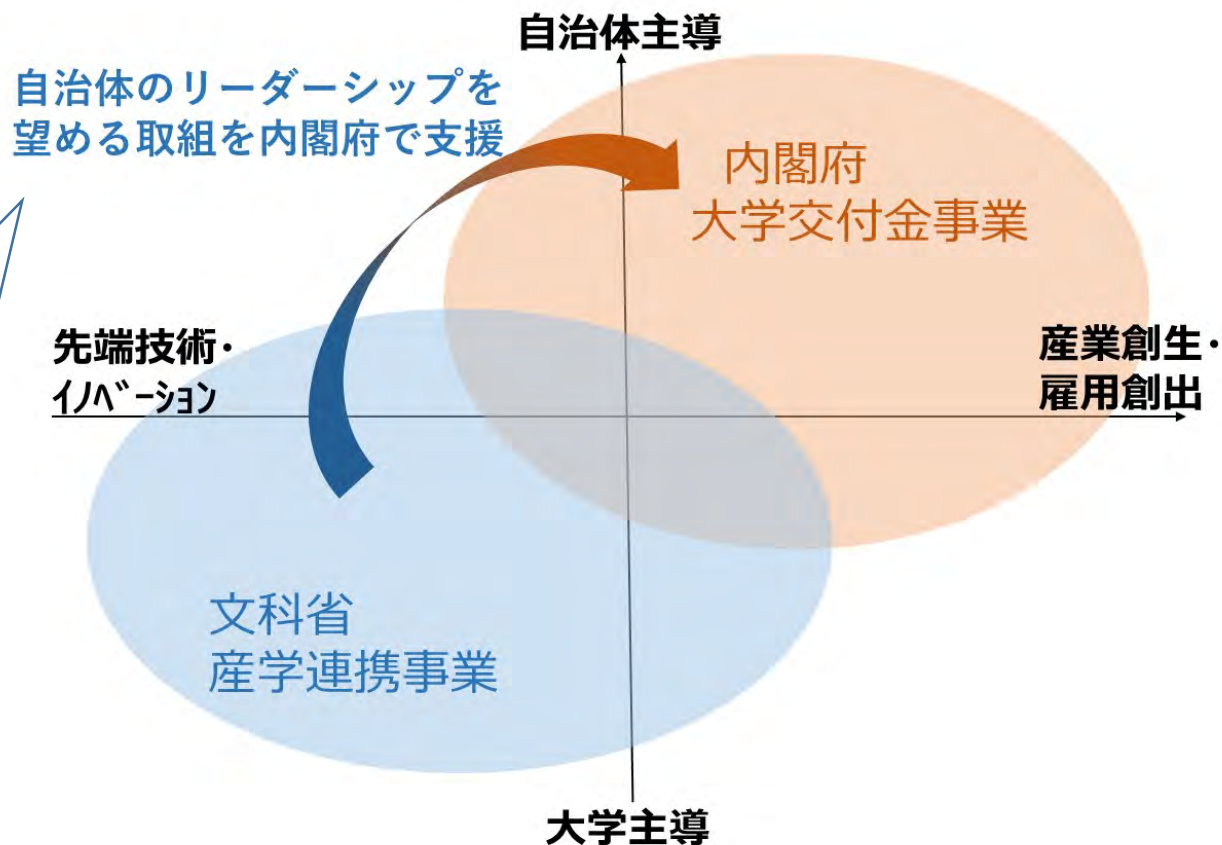 自治体主導
自治体のリーダーシップを
望める取組を内閣府で支援
内閣府
大学交付金事業
先端技術・
ｲﾉﾍﾞｰｼｮﾝ
産業創生・
雇用創出
文科省
産学連携事業
大学主導